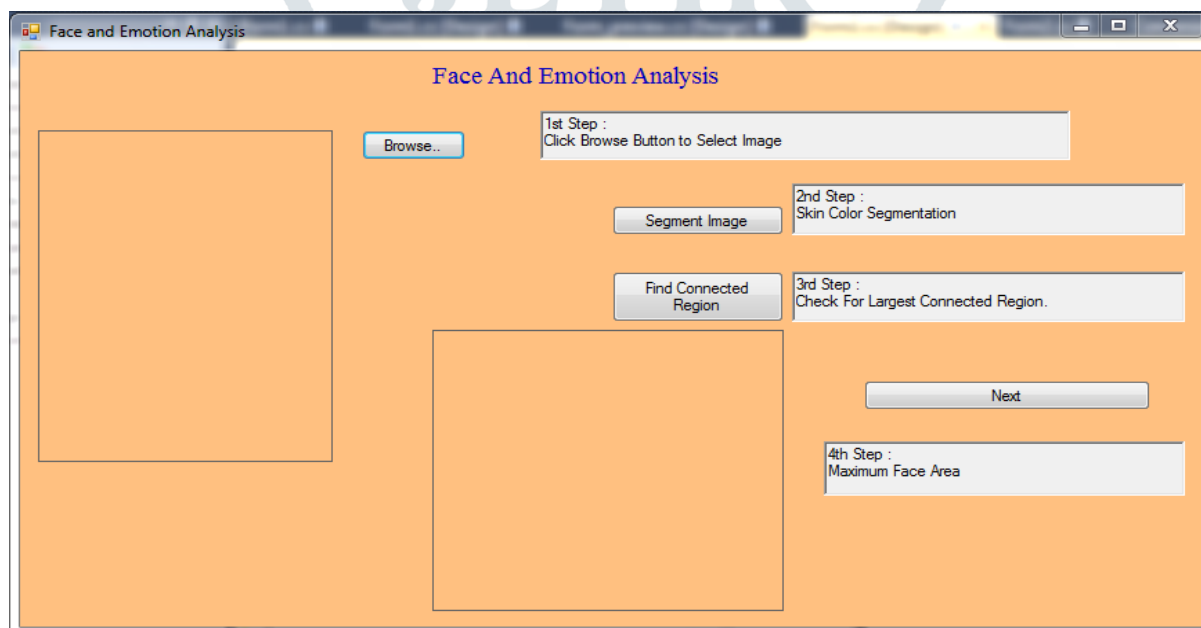 Face and Emotion Analysis
Face And Emotion Analysis
1st Step :
Click Browse Button to Select Image
Browse..
2nd Step :
Skin Color Segmentation
Segment Image
Find Connected
Region
3rd Step :
Check For Largest Connected Region.
Next
4th Step :
Maximum Face Area